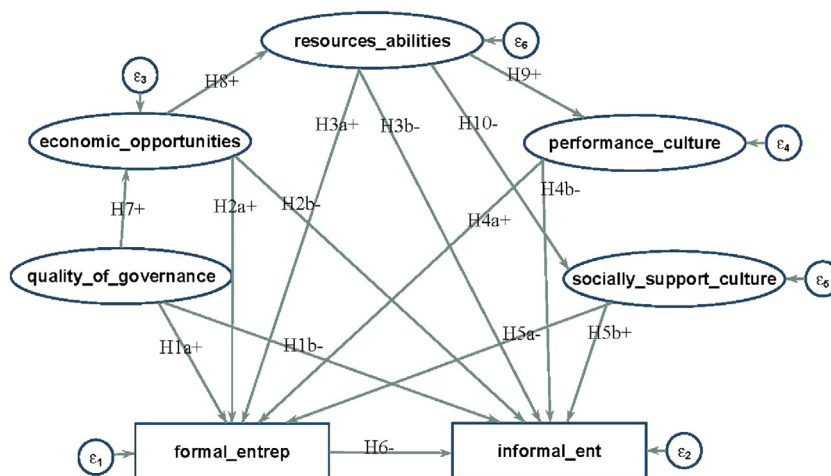 resources_abilities
ε6
ε3
H8+
H9+
economic_opportunities
H3a+
H3b-
H10-
performance_culture
ε4
H7+
H2a+
H2b-
H4a+
H4b-
quality_of_governance
socially_support_culture
ε5
H1a+
H1b-
H5a-
H5b+
ε1
formal_entrep
H6-
informal_ent
ε2